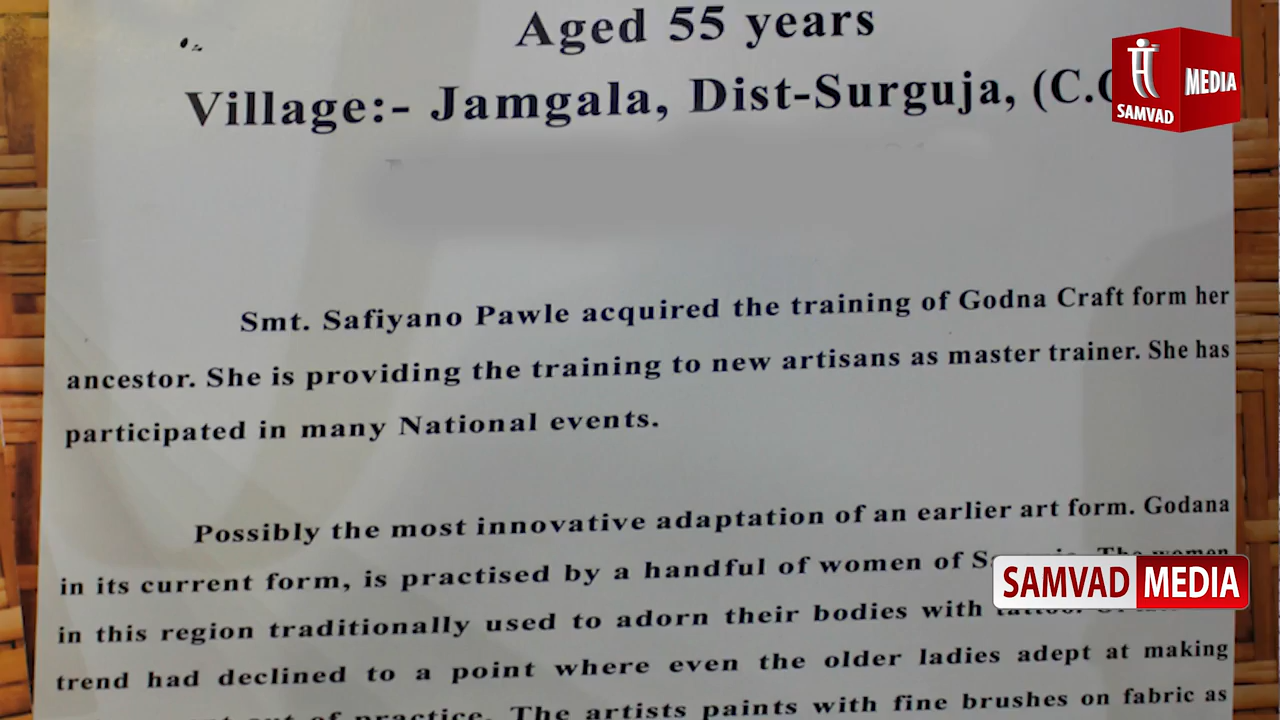 Aged 55 years
Village:- Jamgala, Dist-Surguja, (C.
सं
SAMVAD
MEDIA
Smt. Safiyano Pawle acquired the training of Godna Craft form her
ancestor. She is providing the training to new artisans as master trainer. She has
participated in many National events.
Possibly the most innovative adaptation of an earlier art form. Godana
in its current form, is practised by a handful of women of
The women
in this region traditionally used to adorn their bodies with
trend had declined to a point where even the older ladies adept at making
out of practice. The artists paints with fine brushes on fabric as
SAMVAD MEDIA